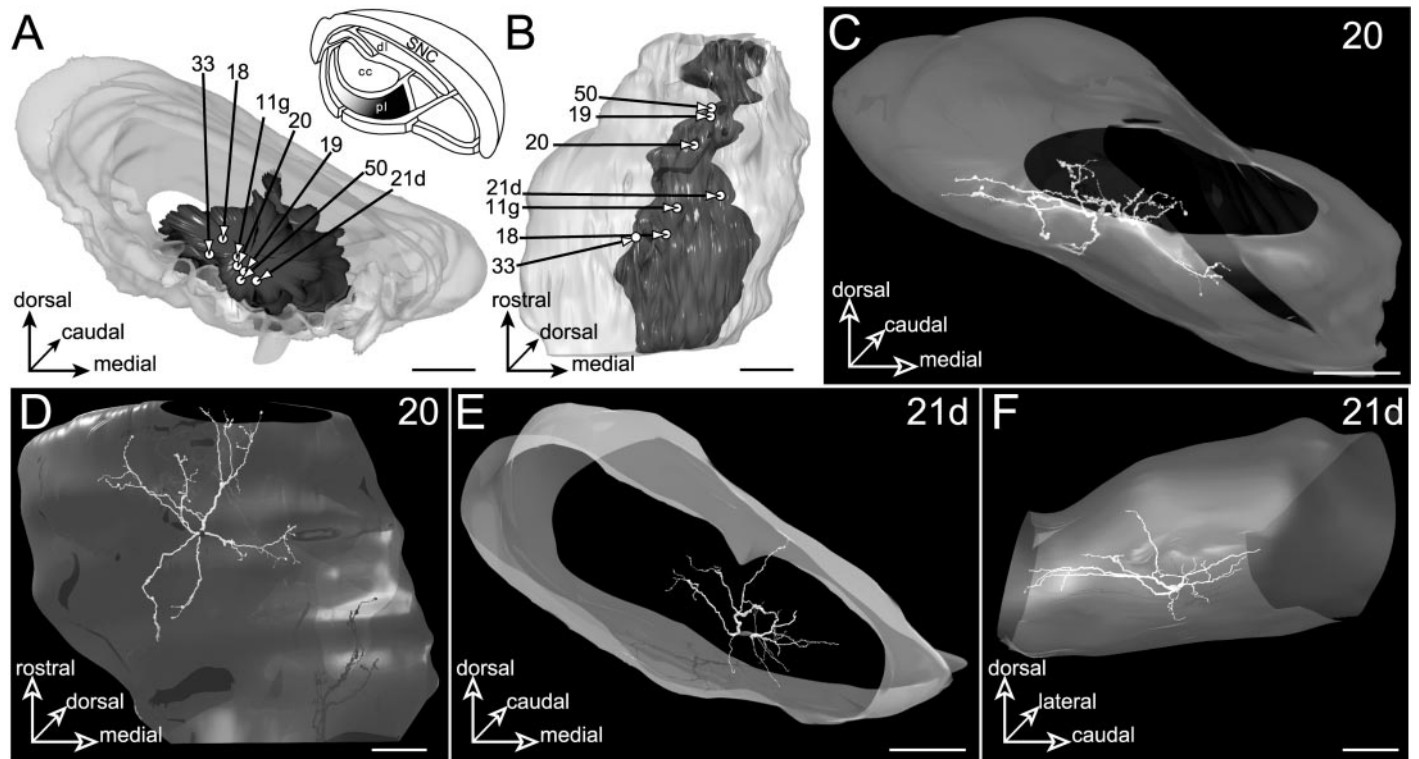 A
33
18
11g
20
19
50
21d
SNC
dl
cc
pl
dorsal
caudal
medial
B
50
19
20
21d
11g
18
33
rostral
dorsal
medial
C
20
dorsal
caudal
medial
D
20
rostral
dorsal
medial
E
21d
dorsal
caudal
medial
F
21d
dorsal
lateral
caudal